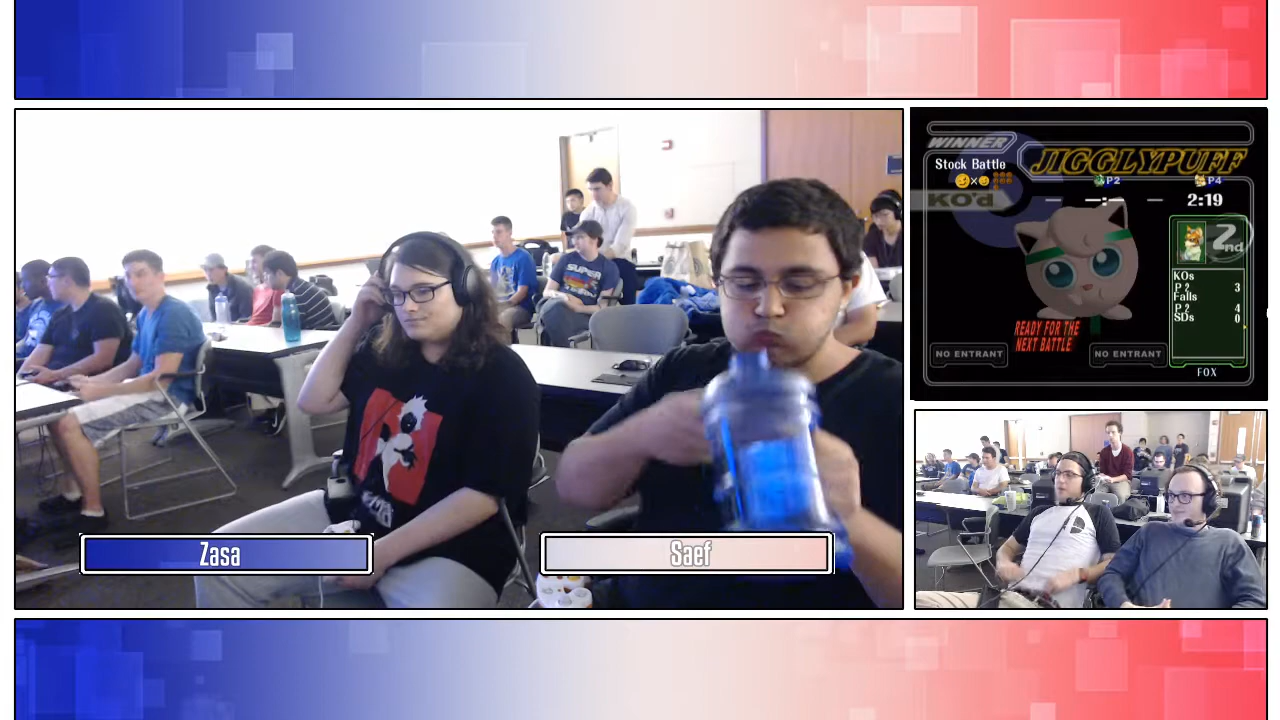 WINNER
JIGGLYPUFF
Stock Battle
P2
P4
KO'd
2:19
2nd
KOs
P2 3
Falls
P2 4
SDs 0
READY FOR THE
NEXT BATTLE
NO ENTRANT
NO ENTRANT
FOX
SUPER
Zasa
Saef